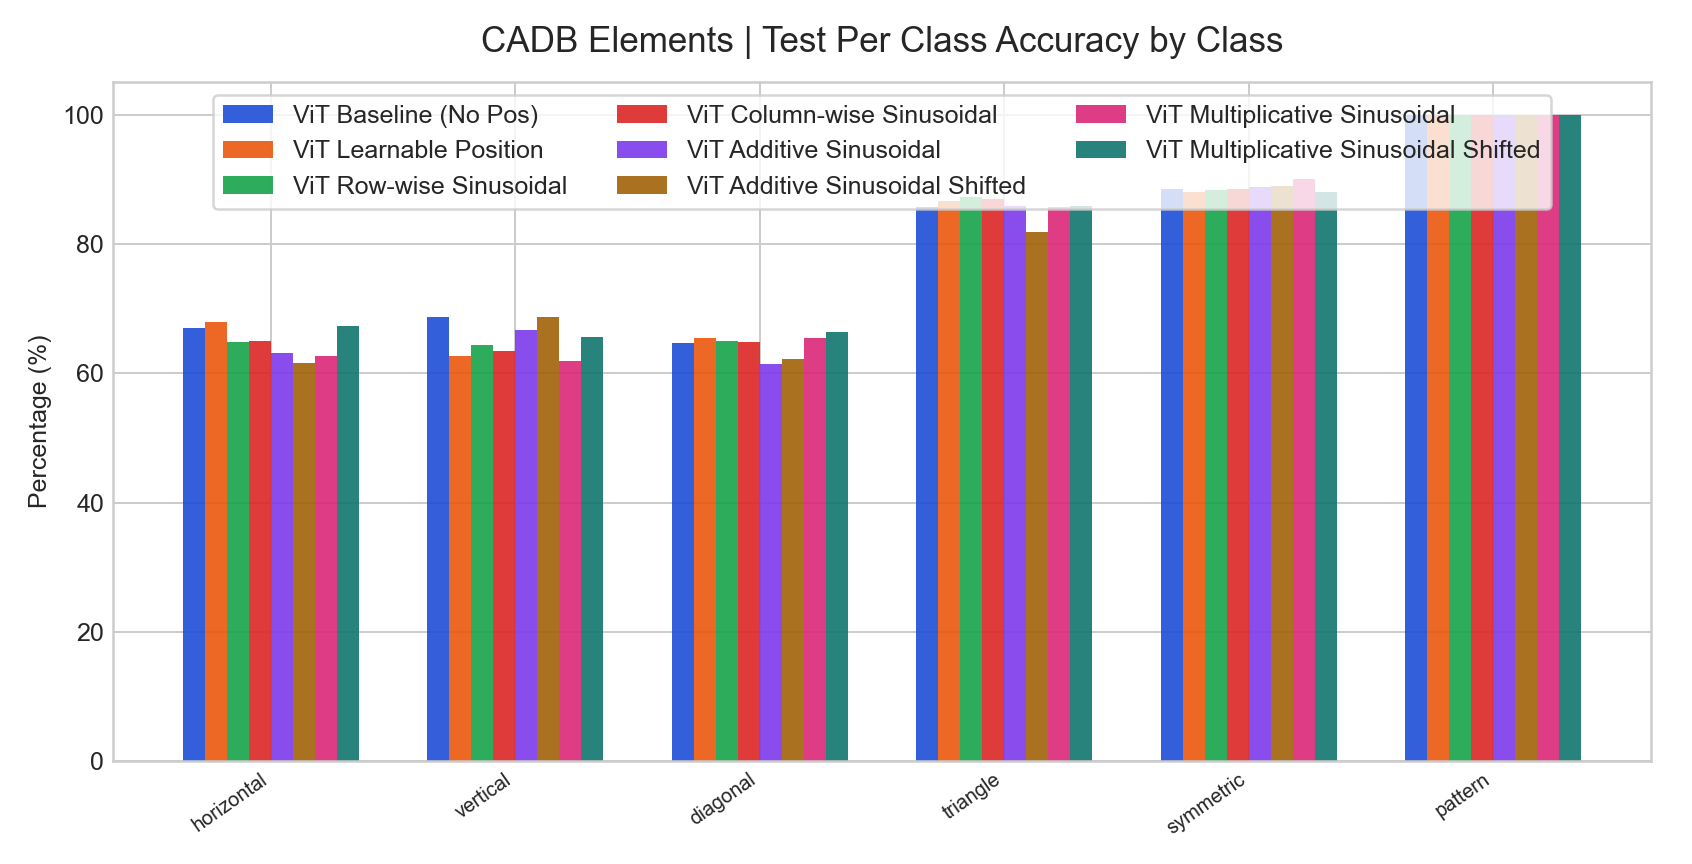 CADB Elements | Test Per Class Accuracy by Class
ViT Baseline (No Pos)
ViT Learnable Position
ViT Row-wise Sinusoidal
ViT Column-wise Sinusoidal
ViT Additive Sinusoidal
ViT Additive Sinusoidal Shifted
ViT Multiplicative Sinusoidal
ViT Multiplicative Sinusoidal Shifted
Percentage (%)
100
80
60
40
20
0
horizontal
vertical
diagonal
triangle
symmetric
pattern